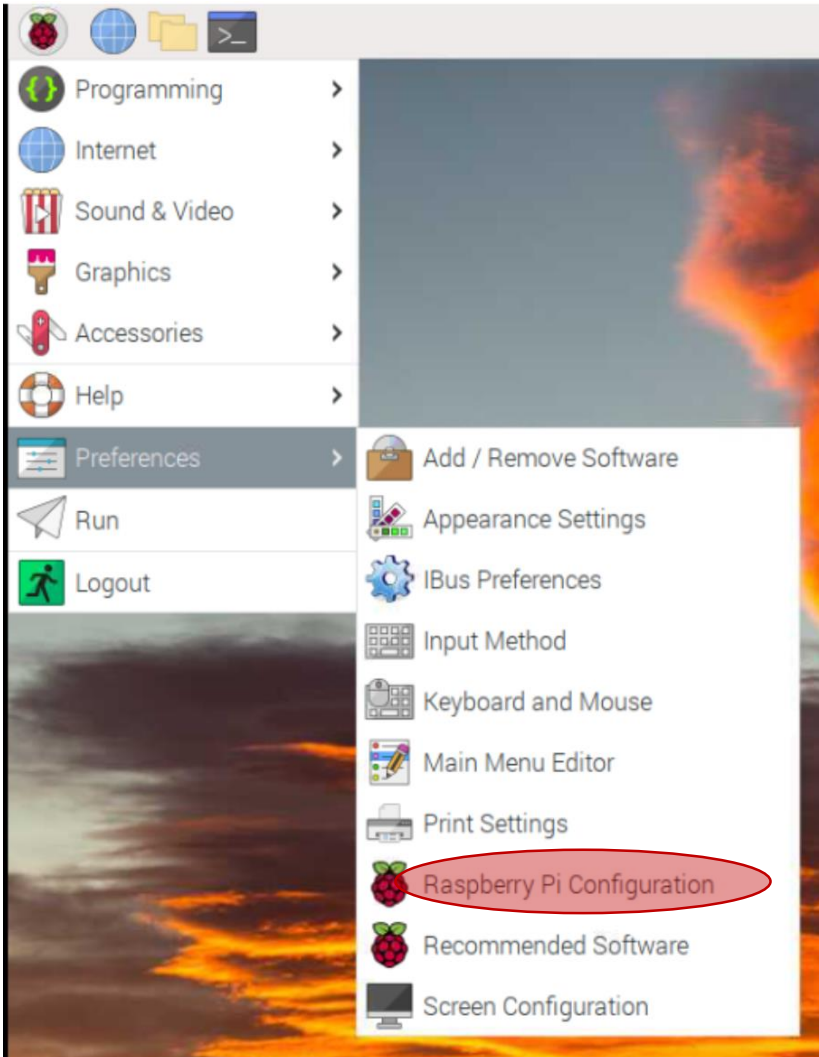 >_
Programming
Internet
Sound & Video
Graphics
Accessories
Help
Preferences
Run
Logout
Add / Remove Software
Appearance Settings
IBus Preferences
Input Method
Keyboard and Mouse
Main Menu Editor
Print Settings
Raspberry Pi Configuration
Recommended Software
Screen Configuration